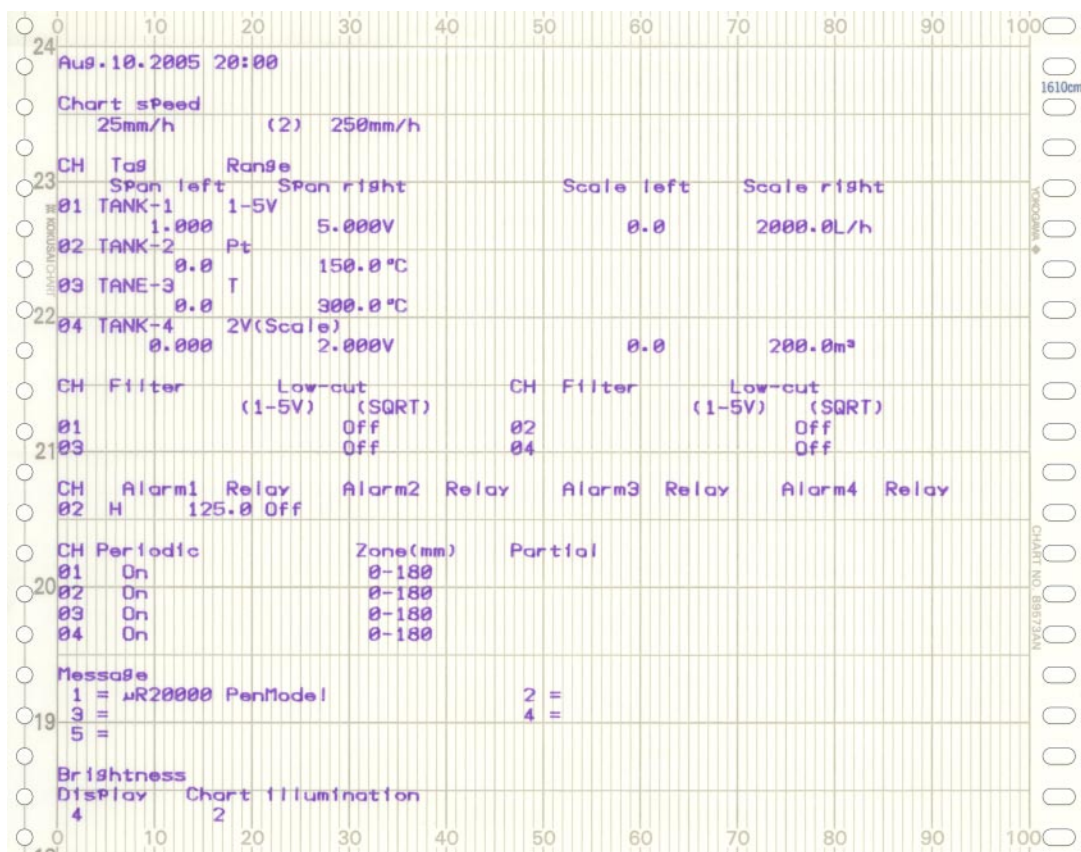 0 10 20 30 40 50 60 70 80 90 100
24
Aug.10.2005 20:00
1610cm
Chart speed
25mm/h (2) 250mm/h
CH Tag Range
23
Span left Span right Scale left Scale right
01 TANK-1 1-5V
1.000 5.000V 0.0 2000.0L/h
YOKOGAWA ◆
KOKUSAI CHART
02 TANK-2 Pt
0.0 150.0°C
03 TANE-3 T
0.0 300.0°C
22
04 TANK-4 2V(Scale)
0.000 2.000V 0.0 200.0m³
CH Filter Low-cut CH Filter Low-cut
(1-5V) (SQRT) (1-5V) (SQRT)
01 Off 02 Off
21
03 Off 04 Off
CH Alarm1 Relay Alarm2 Relay Alarm3 Relay Alarm4 Relay
02 H 125.0 Off
CH Periodic Zone(mm) Partial
01 On 0-180
20
02 On 0-180
03 On 0-180
04 On 0-180
CHART NO. B9573AN
Message
1 = µR20000 PenModel 2 =
19
3 = 4 =
5 =
Brightness
Display Chart illumination
4 2
0 10 20 30 40 50 60 70 80 90 100